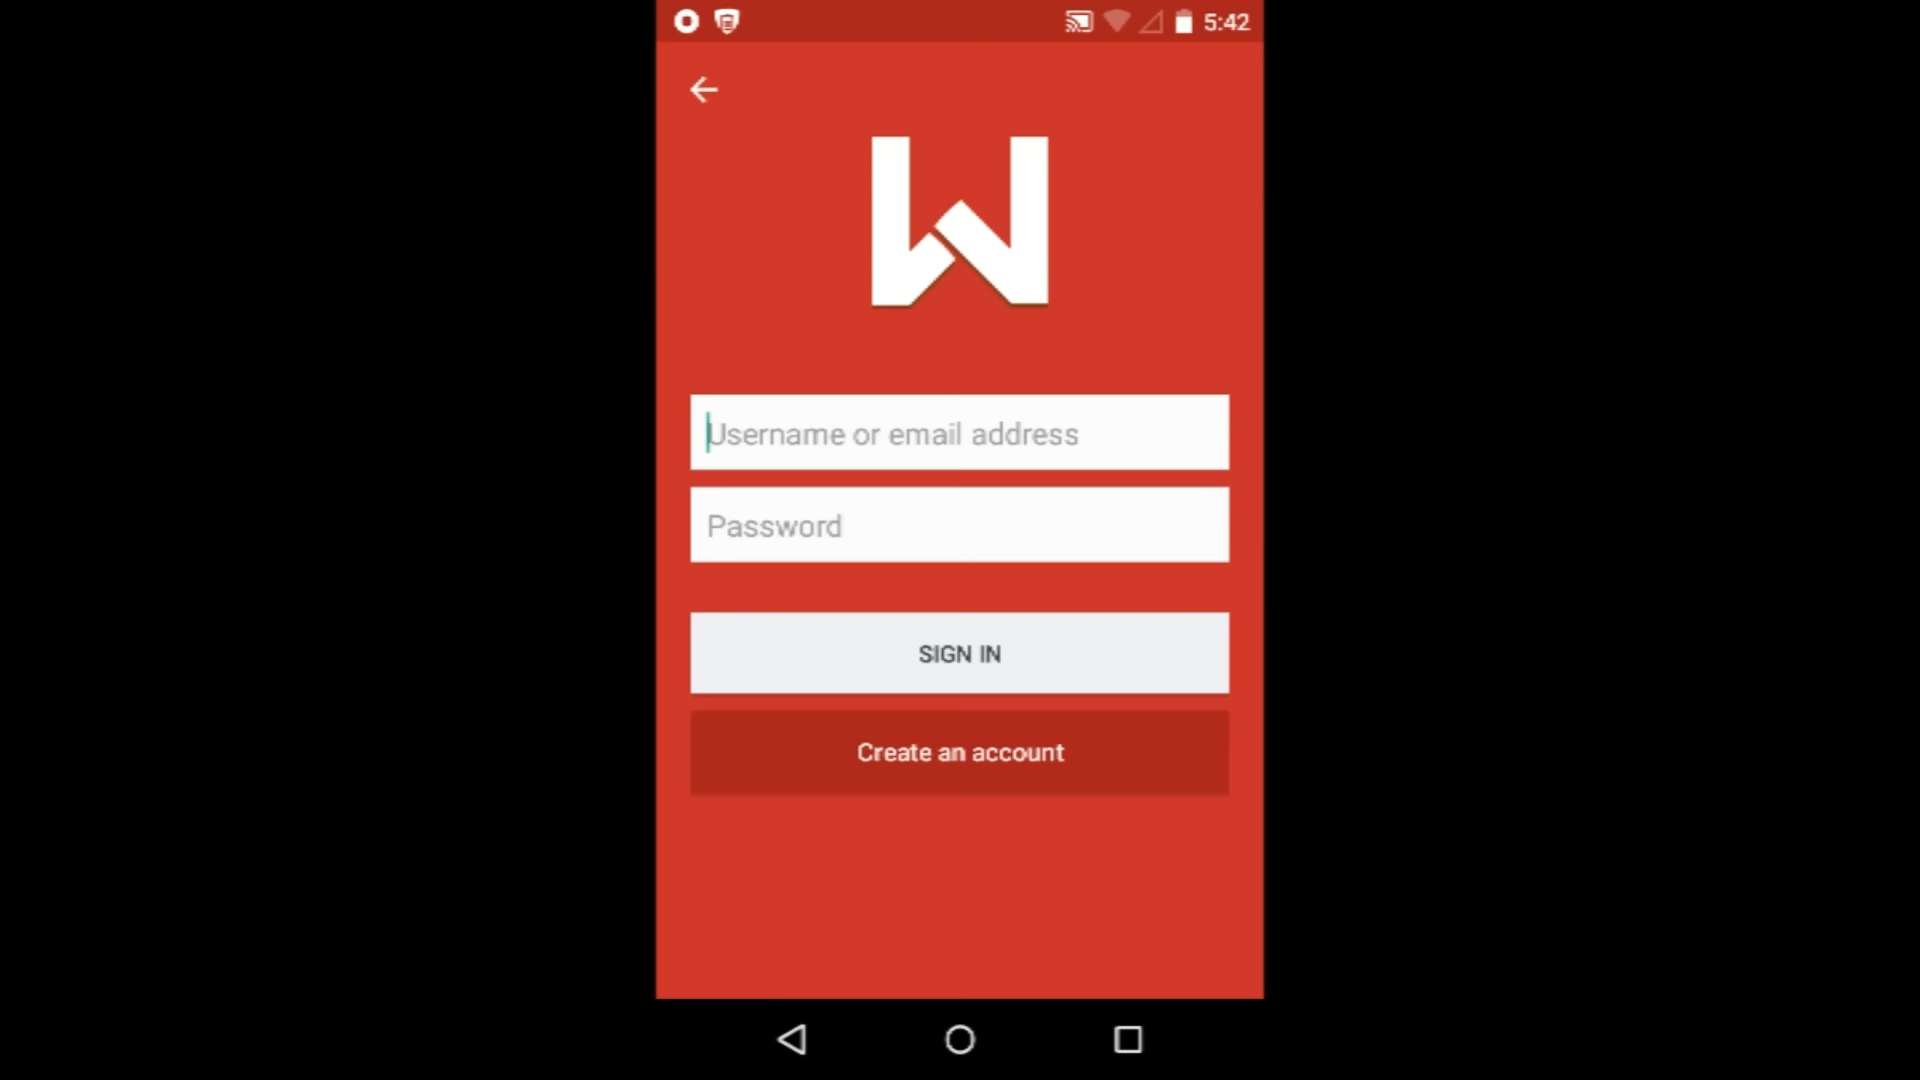 5:42
W
Username or email address
Password
SIGN IN
Create an account